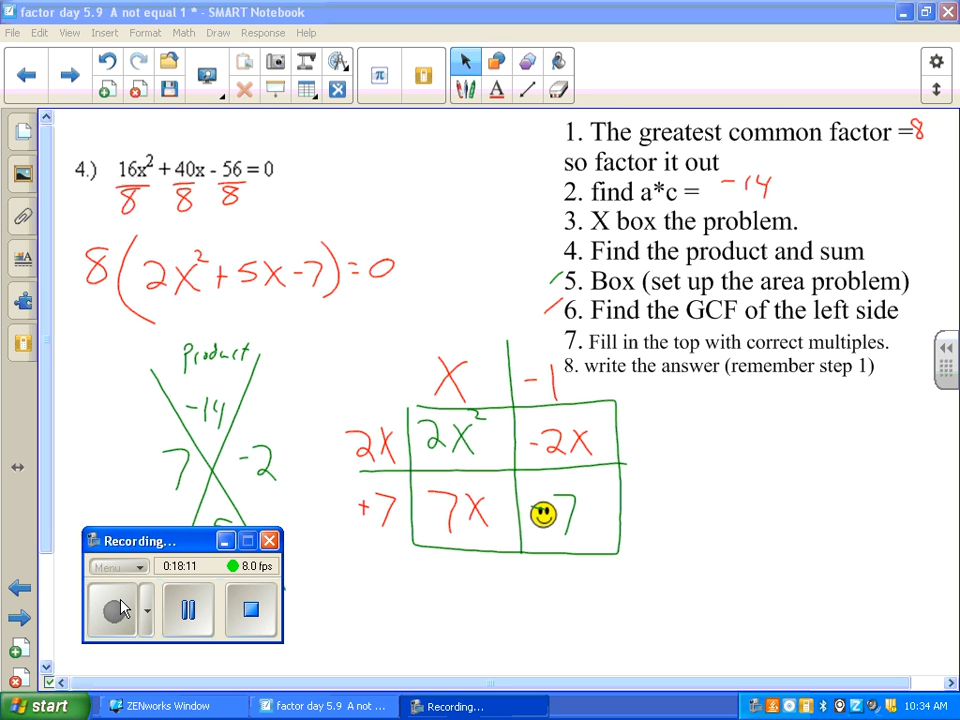 factor day 5.9 A not equal 1 * - SMART Notebook
File Edit View Insert Format Math Draw Response Help
1. The greatest common factor =8
so factor it out
2. find a*c = -14
3. X box the problem.
4. Find the product and sum
5. Box (set up the area problem)
6. Find the GCF of the left side
7. Fill in the top with correct multiples.
8. write the answer (remember step 1)
4.) 16x² + 40x - 56 = 0
8 8 8
8(2x²+5x-7)=0
Product
-14
7 -2
X -1
2X 2X² -2X
+7 7X 7
Recording...
Menu 0:18:11 8.0 fps
start ZENworks Window factor day 5.9 A not ... Recording... 10:34 AM